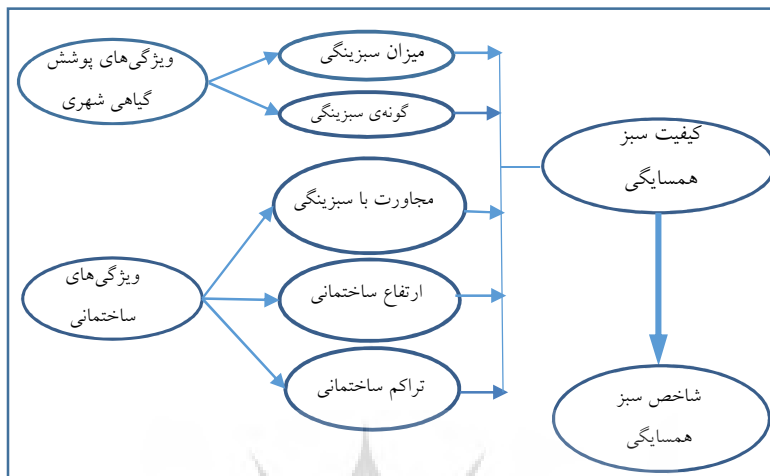 ویژگی‌های پوشش
گیاهی شهری
میزان سبزینگی
گونه‌ی سبزینگی
کیفیت سبز
همسایگی
مجاورت با سبزینگی
ویژگی‌های
ساختمانی
ارتفاع ساختمانی
تراکم ساختمانی
شاخص سبز
همسایگی